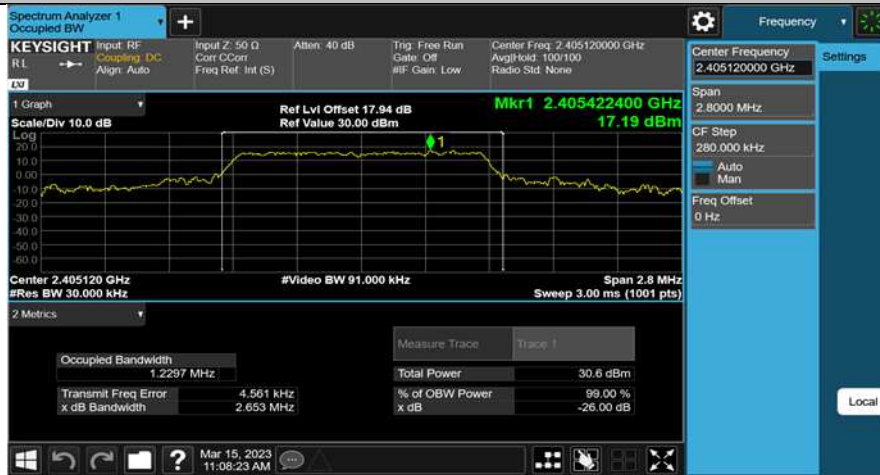 Spectrum Analyzer 1
Occupied BW
Frequency
KEYSIGHT
RL
LXI
Input: RF
Coupling: DC
Align: Auto
Input Z: 50 Ω
Corr CCorr
Freq Ref: Int (S)
Atten: 40 dB
Trig: Free Run
Gate: Off
#IF Gain: Low
Center Freq: 2.405120000 GHz
Avg|Hold: 100/100
Radio Std: None
Center Frequency
2.405120000 GHz
Settings
Span
2.8000 MHz
CF Step
280.000 kHz
Auto
Man
Freq Offset
0 Hz
1 Graph
Scale/Div 10.0 dB
Ref Lvl Offset 17.94 dB
Ref Value 30.00 dBm
Mkr1 2.405422400 GHz
17.19 dBm
Log
20.0
10.0
0.00
-10.0
-20.0
-30.0
-40.0
-50.0
-60.0
1
Center 2.405120 GHz
#Res BW 30.000 kHz
#Video BW 91.000 kHz
Span 2.8 MHz
Sweep 3.00 ms (1001 pts)
2 Metrics
Measure Trace Trace 1
Occupied Bandwidth
1.2297 MHz
Total Power 30.6 dBm
Transmit Freq Error 4.561 kHz
% of OBW Power 99.00 %
x dB Bandwidth 2.653 MHz
x dB -26.00 dB
Local
?
Mar 15, 2023
11:08:23 AM